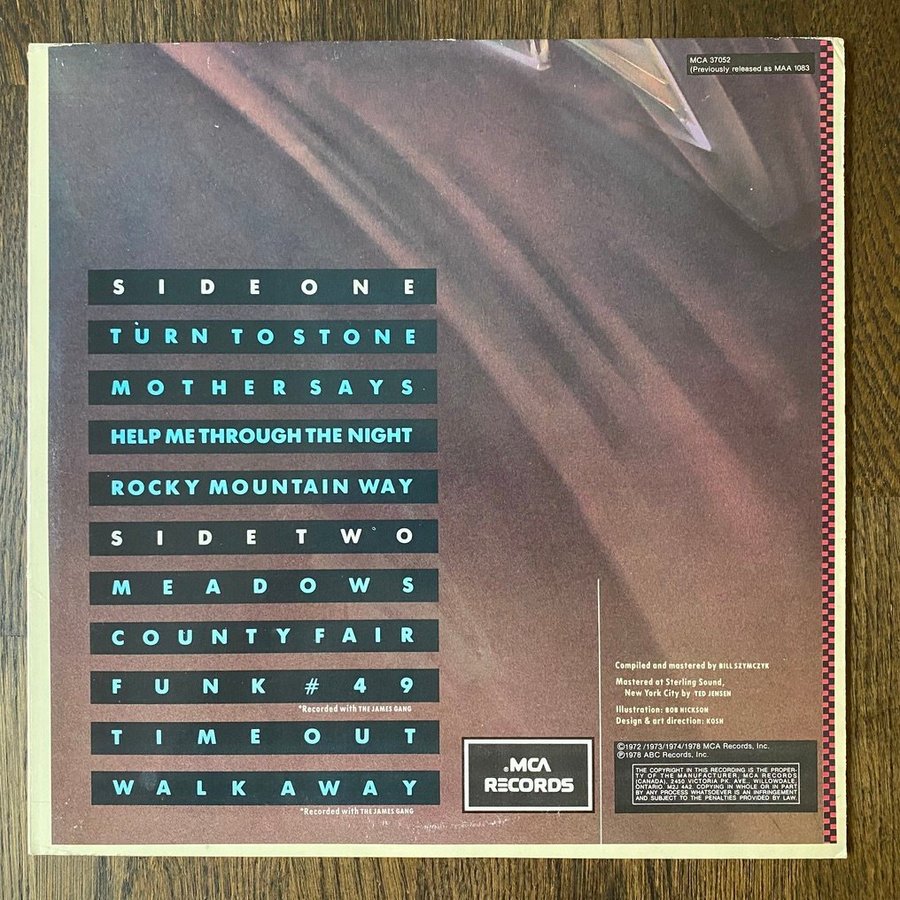 MCA 37052
(Previously released as MAA 1083
SIDE ONE
TURN TO STONE
MOTHER SAYS
HELP ME THROUGH THE NIGHT
ROCKY MOUNTAIN WAY
SIDE TWO
MEADOWS
COUNTY FAIR
FUNK #49
*Recorded with THE JAMES GANG
TIME OUT
WALK AWAY
*Recorded with THE JAMES GANG
MCA
RECORDS
Compiled and mastered by BILL SZYMCZYK
Mastered at Sterling Sound,
New York City by TED JENSEN
Illustration: BOB HICKSON
Design & art direction: KOSH
©1972/1973/1974/1978 MCA Records, Inc.
℗1978 ABC Records, Inc.
THE COPYRIGHT IN THIS RECORDING IS THE PROPER-
TY OF THE MANUFACTURER, MCA RECORDS
(CANADA), 2450 VICTORIA PK. AVE., WILLOWDALE,
ONTARIO. M2J 4A2. COPYING IN WHOLE OR IN PART
BY ANY PROCESS WHATSOEVER IS AN INFRINGEMENT
AND SUBJECT TO THE PENALTIES PROVIDED BY LAW.